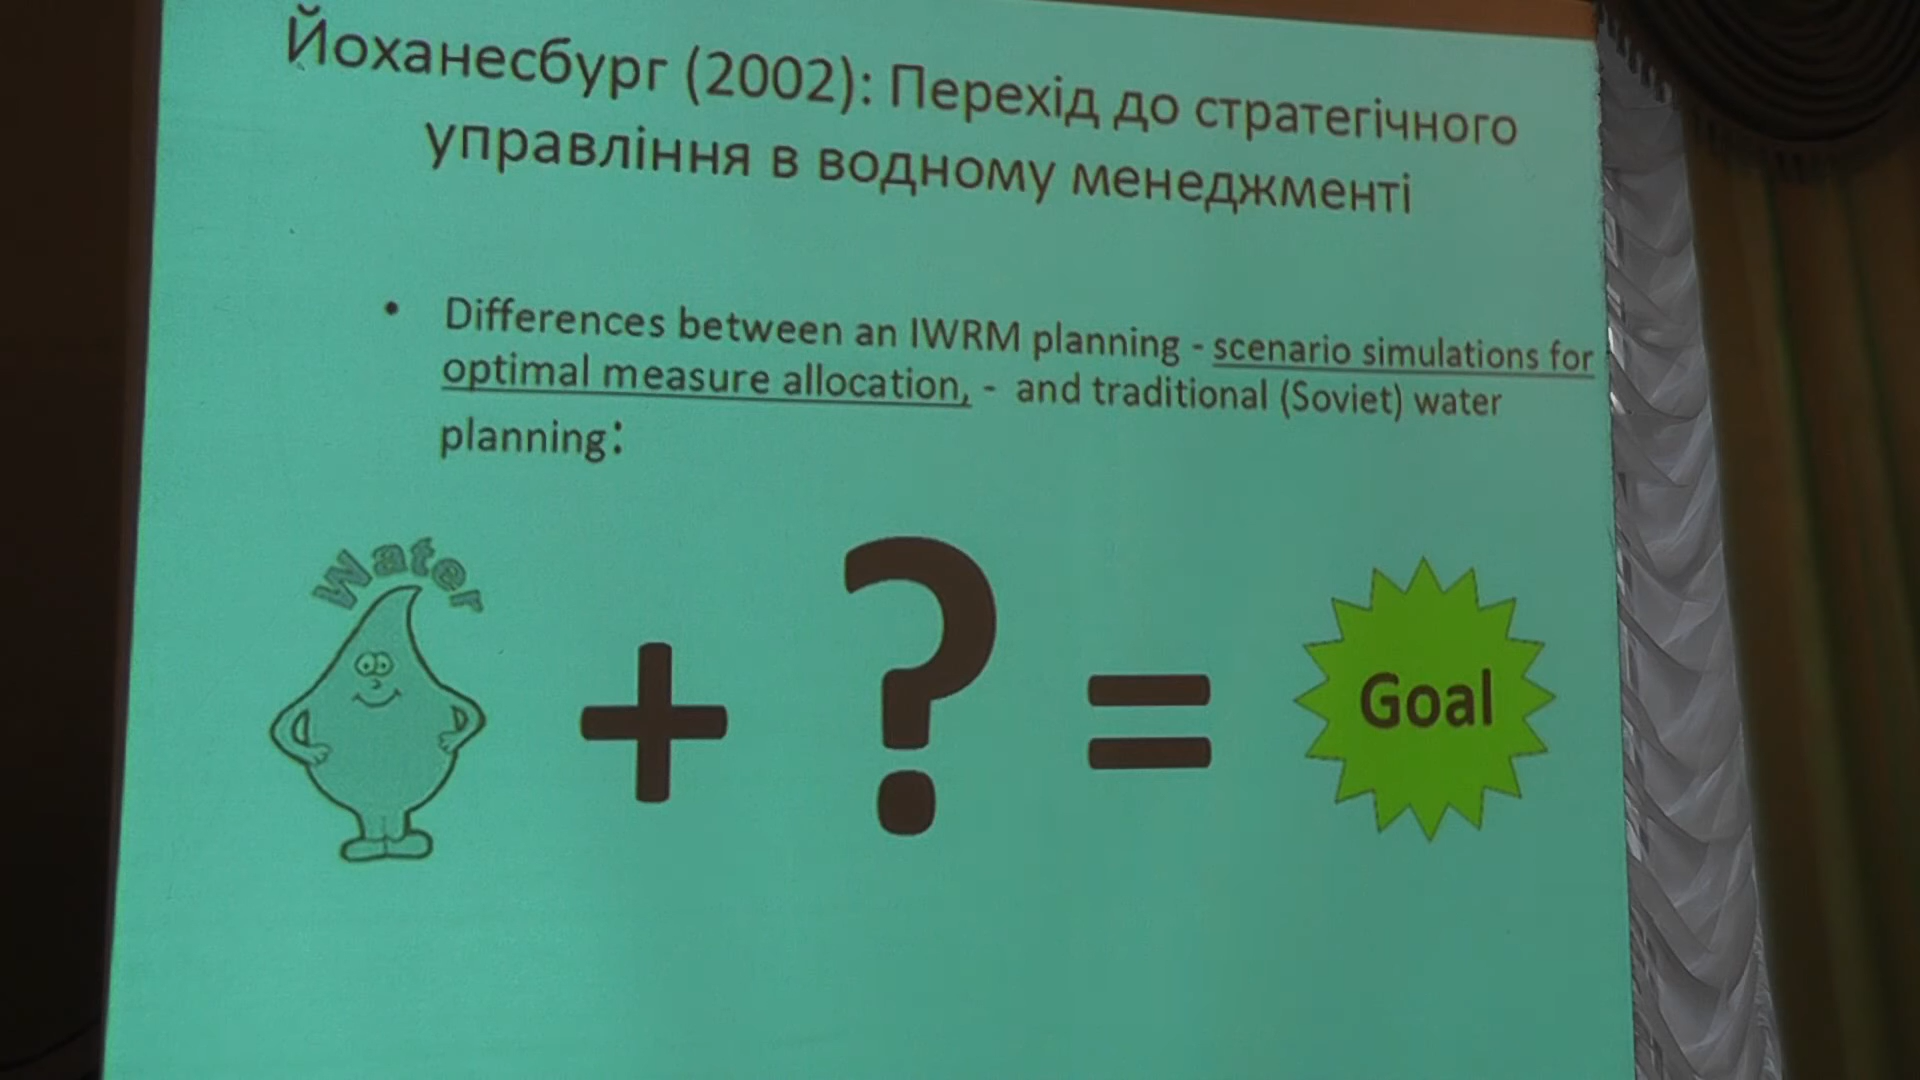 Йоханесбург (2002): Перехід до стратегічного
управління в водному менеджменті
• Differences between an IWRM planning - scenario simulations for
optimal measure allocation, - and traditional (Soviet) water
planning:
Water
+ ? =
Goal